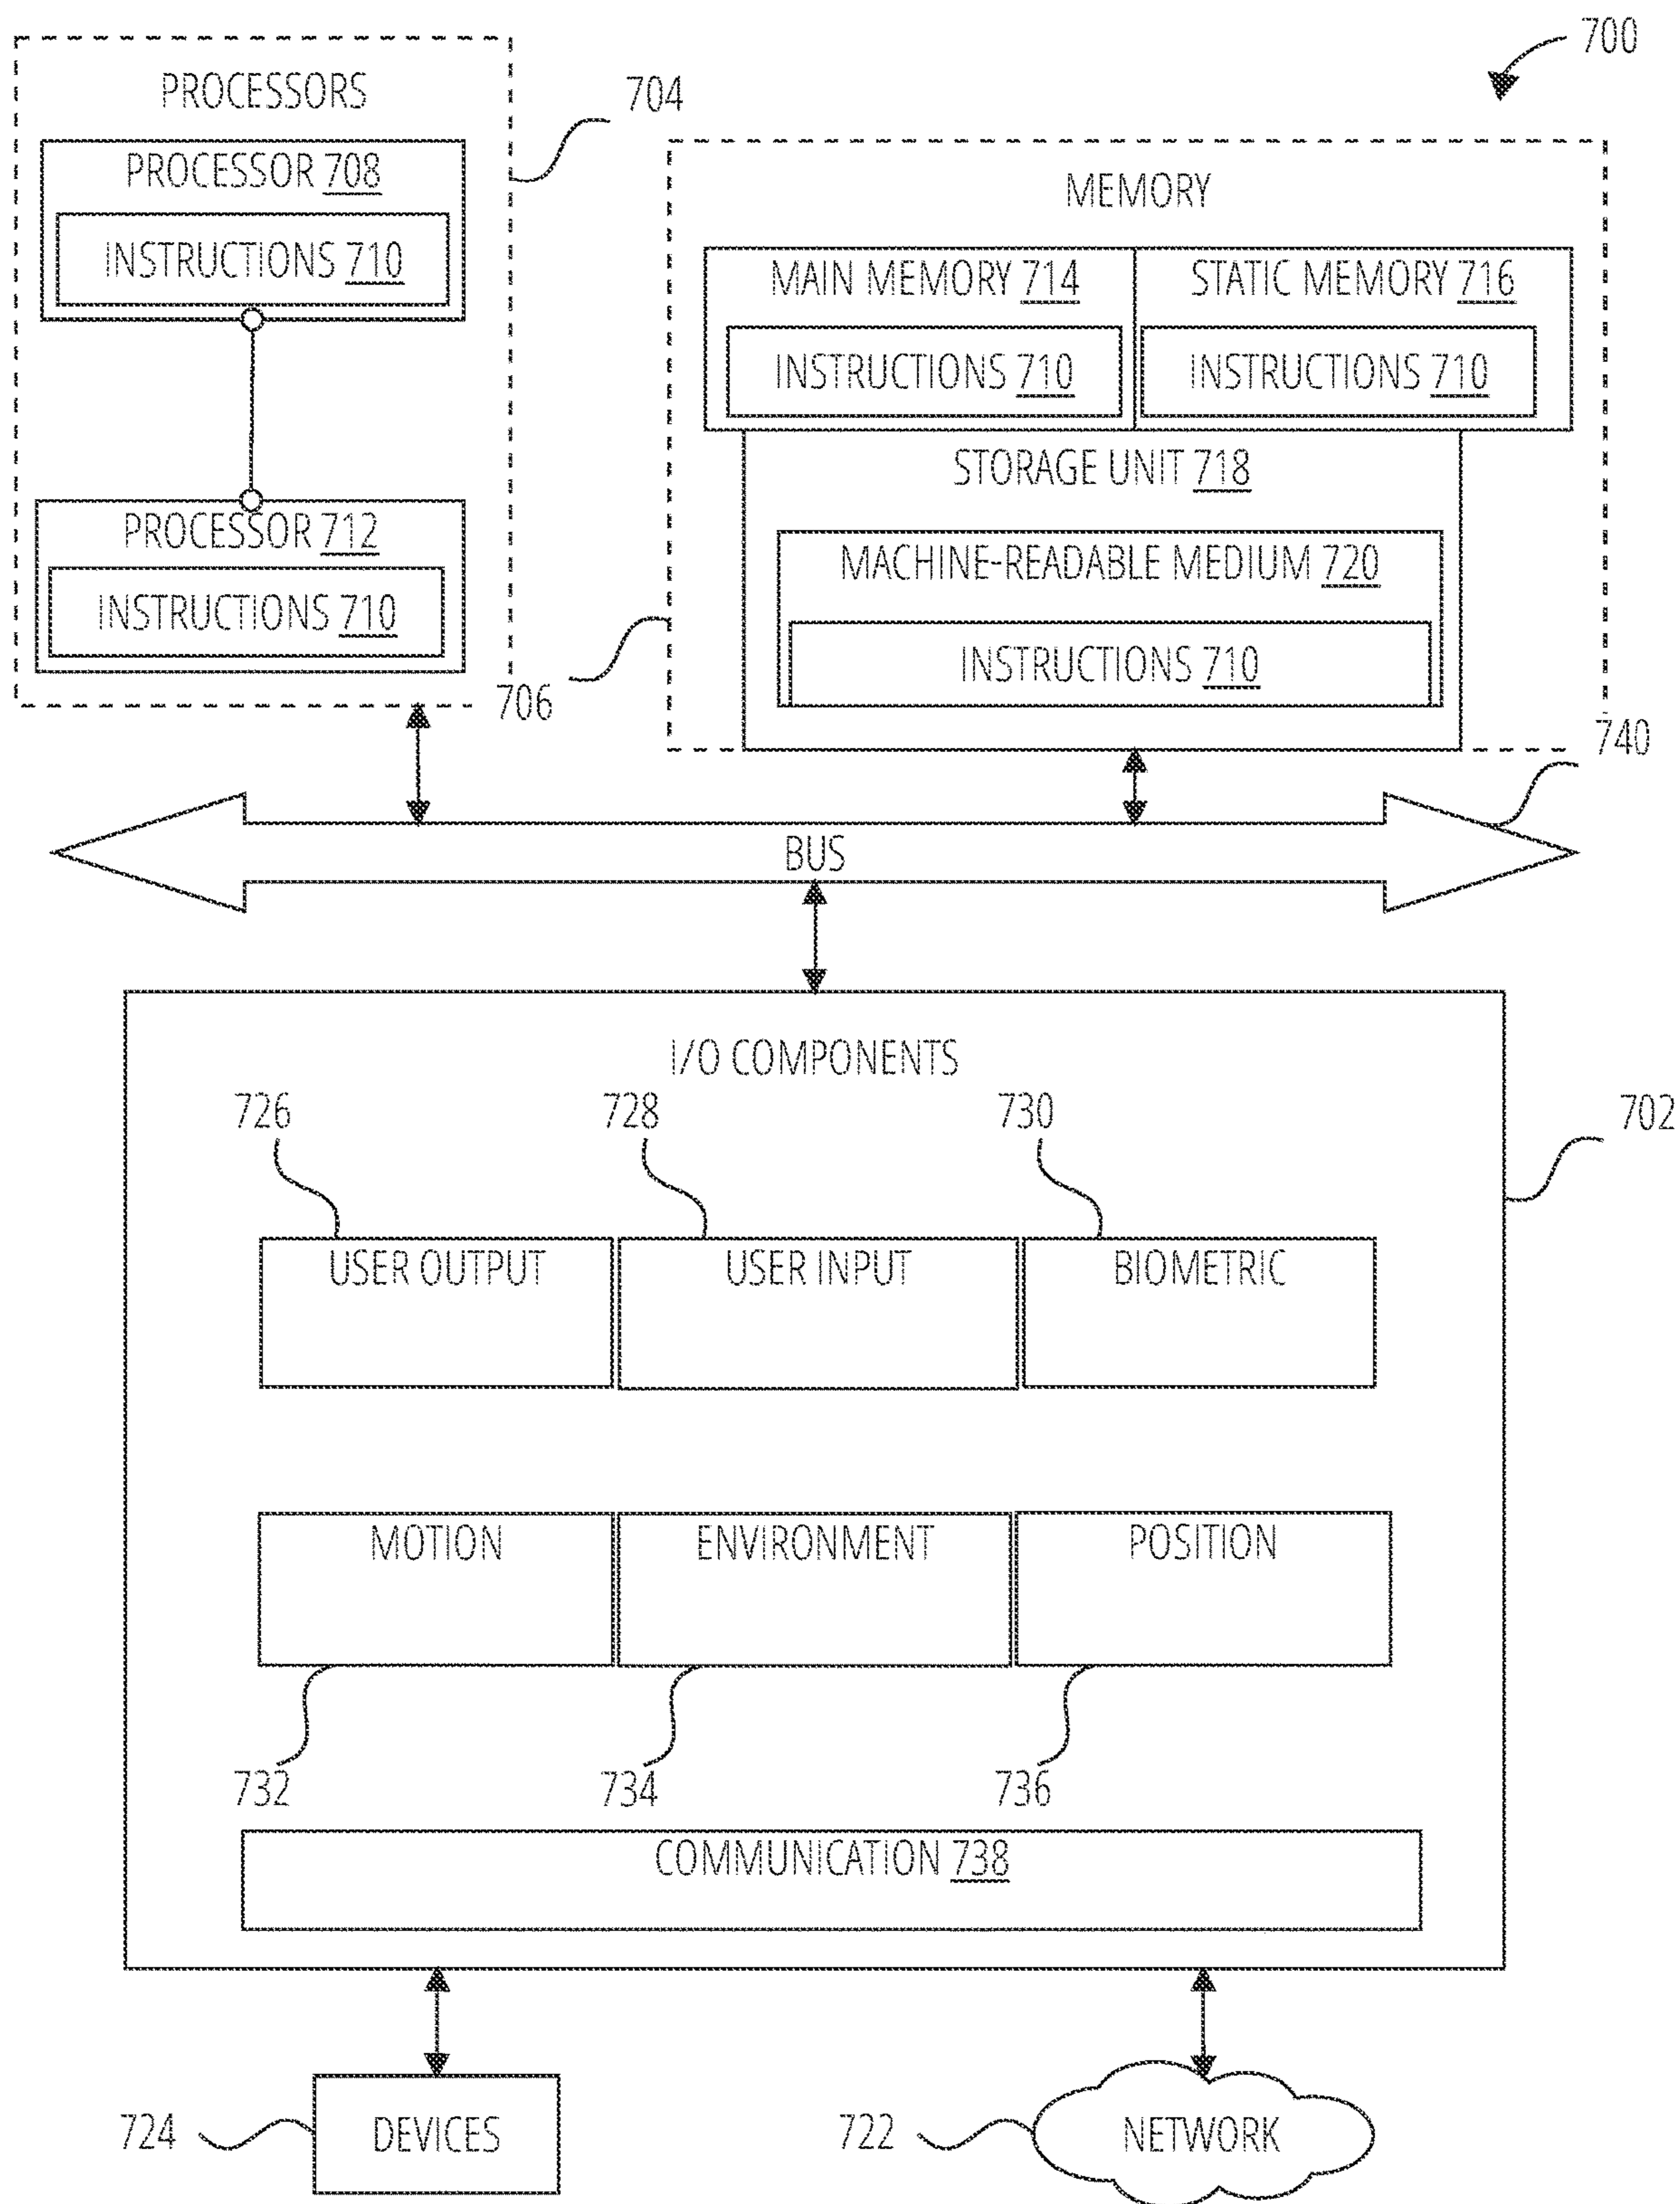 700
PROCESSORS
704
PROCESSOR 708
INSTRUCTIONS 710
PROCESSOR 712
INSTRUCTIONS 710
MEMORY
MAIN MEMORY 714
STATIC MEMORY 716
INSTRUCTIONS 710
INSTRUCTIONS 710
STORAGE UNIT 718
MACHINE-READABLE MEDIUM 720
INSTRUCTIONS 710
706
740
BUS
I/O COMPONENTS
702
726
728
730
USER OUTPUT
USER INPUT
BIOMETRIC
MOTION
ENVIRONMENT
POSITION
732
734
736
COMMUNICATION 738
724
DEVICES
722
NETWORK